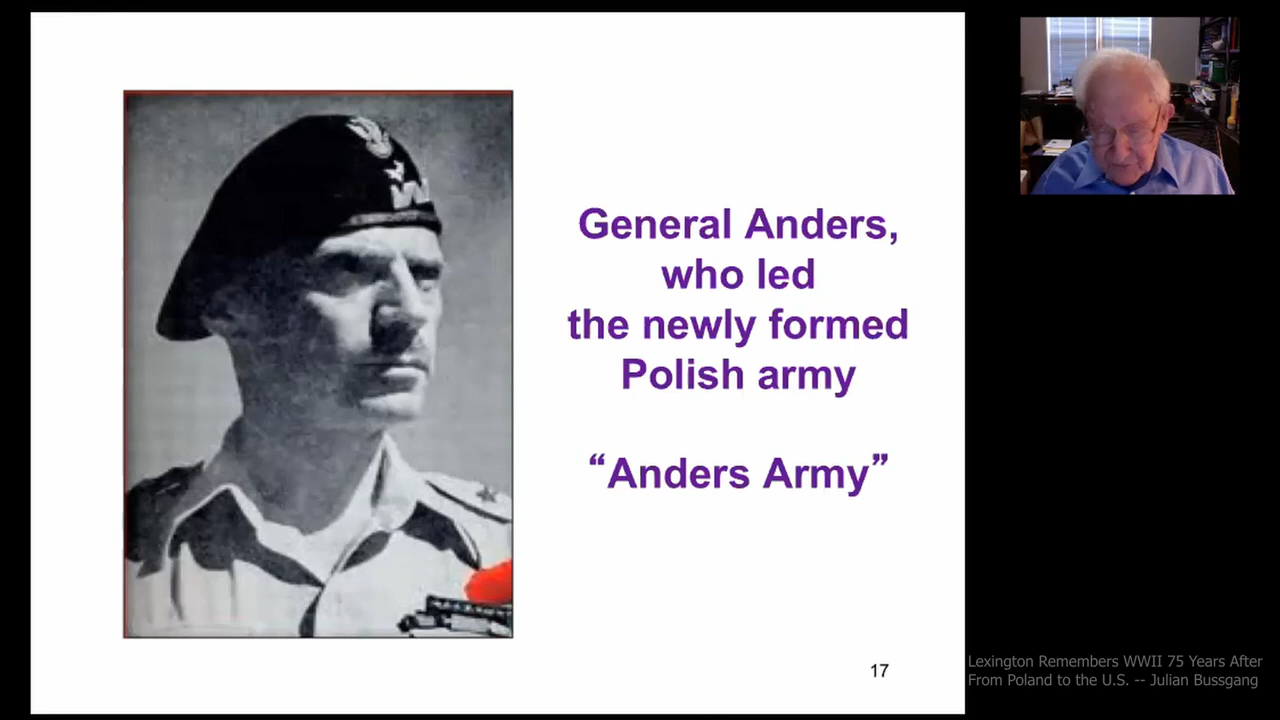 General Anders,
who led
the newly formed
Polish army
“Anders Army”
17
Lexington Remembers WWII 75 Years After
From Poland to the U.S. -- Julian Bussgang